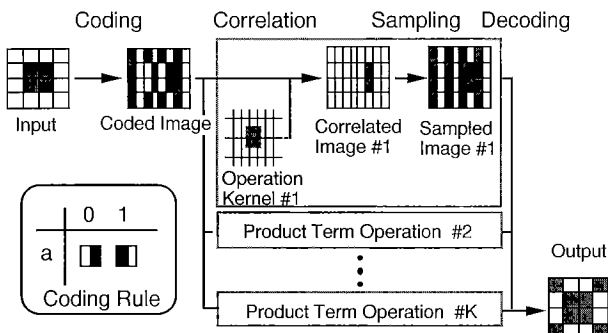 Coding Correlation Sampling Decoding
Input
Coded Image
Operation
Kernel #1
Correlated
Image #1
Sampled
Image #1
0 1
a
Coding Rule
Product Term Operation #2
Product Term Operation #K
Output